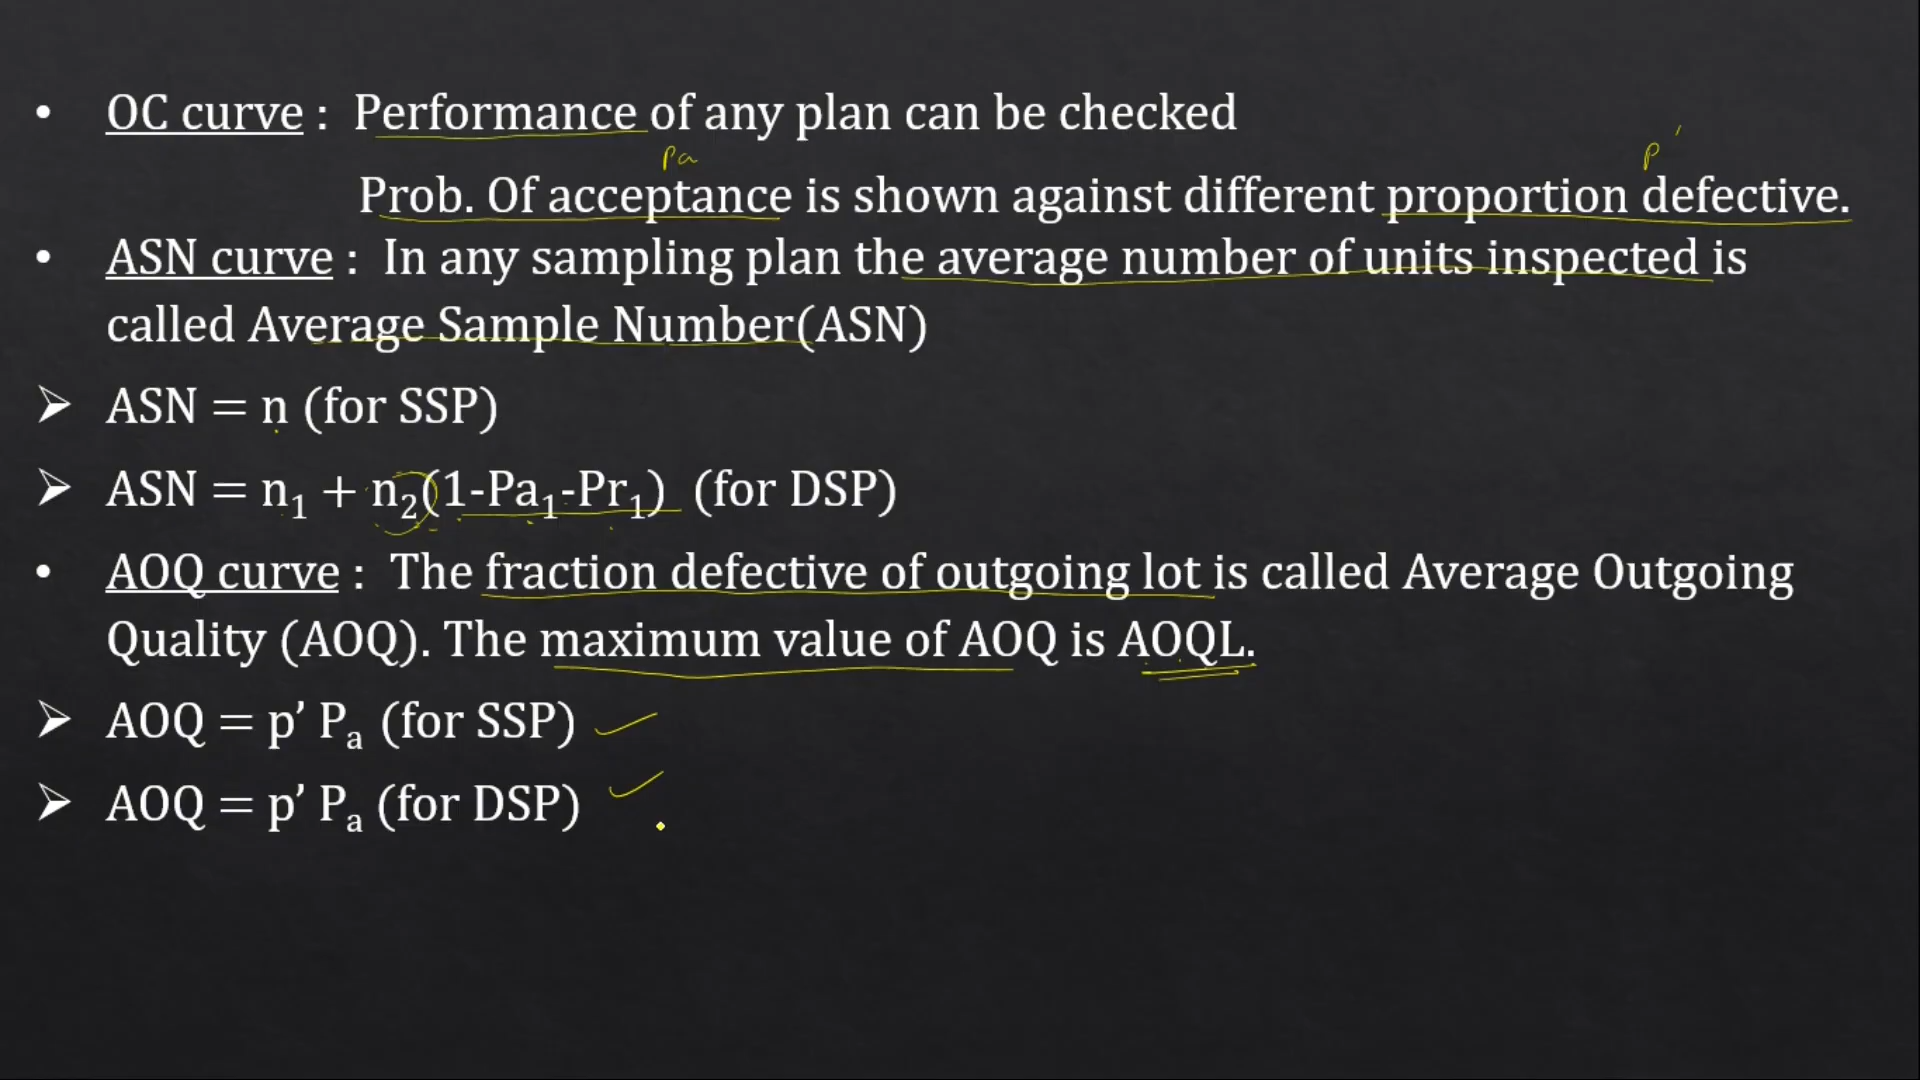 • OC curve : Performance of any plan can be checked
Pa p′
Prob. Of acceptance is shown against different proportion defective.
• ASN curve : In any sampling plan the average number of units inspected is
called Average Sample Number(ASN)
➢ ASN = n (for SSP)
➢ ASN = n₁ + n₂(1-Pa₁-Pr₁) (for DSP)
• AOQ curve : The fraction defective of outgoing lot is called Average Outgoing
Quality (AOQ). The maximum value of AOQ is AOQL.
➢ AOQ = p’ Pₐ (for SSP)
➢ AOQ = p’ Pₐ (for DSP)